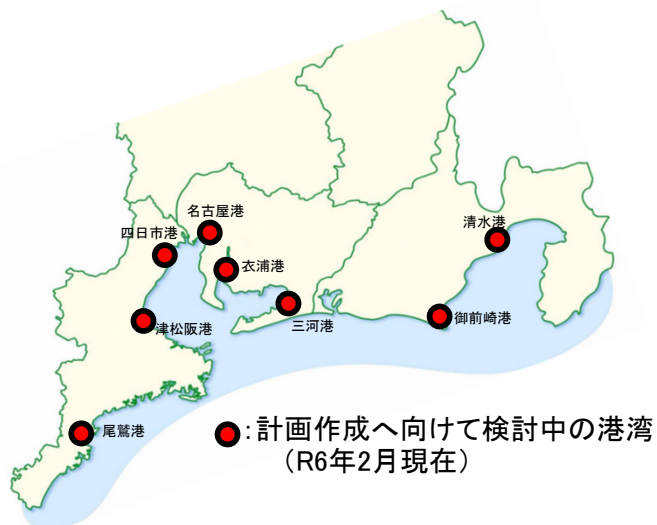 名古屋港
清水港
四日市港
衣浦港
三河港
御前崎港
津松阪港
尾鷲港
:計画作成へ向けて検討中の港湾
(R6年2月現在)